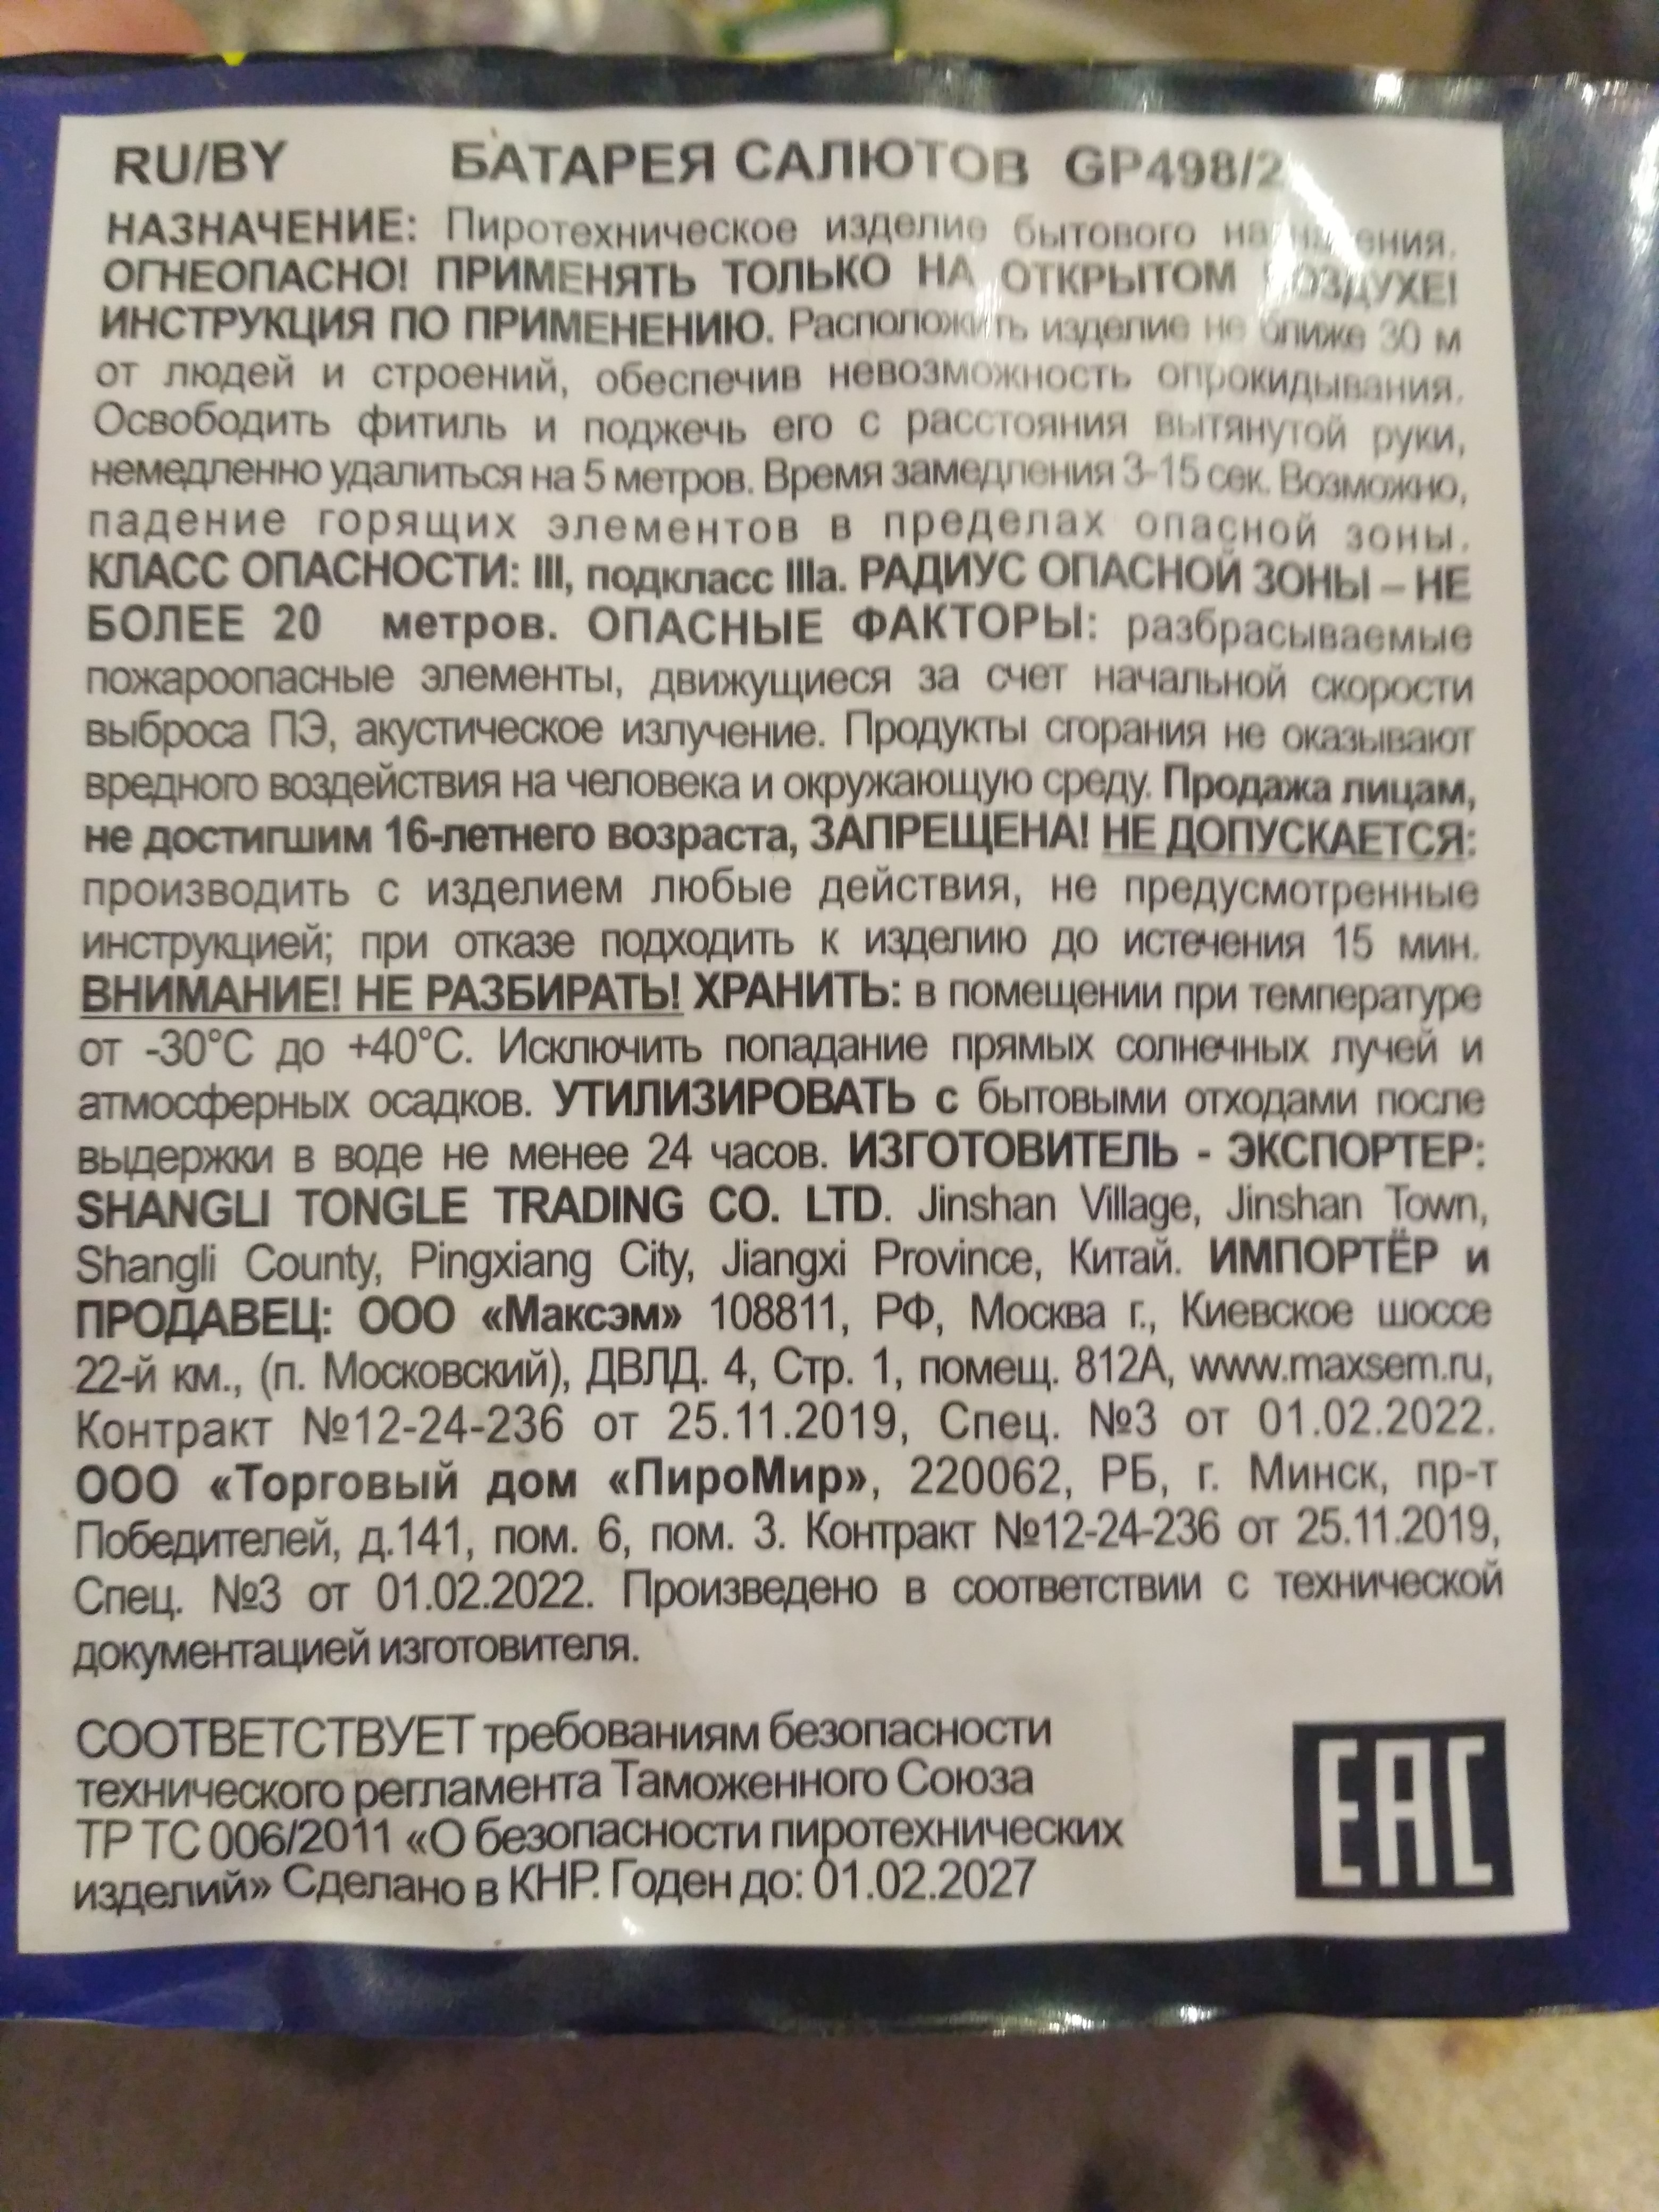 RU/BY БАТАРЕЯ САЛЮТОВ GP498/2
НАЗНАЧЕНИЕ: Пиротехническое изделие бытового
ОГНЕОПАСНО! ПРИМЕНЯТЬ ТОЛЬКО НА ОТКРЫТОМ ВОЗДУХЕ!
ИНСТРУКЦИЯ ПО ПРИМЕНЕНИЮ. Расположить изделие не ближе 30 м
от людей и строений, обеспечив невозможность опрокидывания.
Освободить фитиль и поджечь его с расстояния вытянутой руки,
немедленно удалиться на 5 метров. Время замедления 3-15 сек. Возможно,
падение горящих элементов в пределах опасной зоны.
КЛАСС ОПАСНОСТИ: III, подкласс IIIa. РАДИУС ОПАСНОЙ ЗОНЫ – НЕ
БОЛЕЕ 20 метров. ОПАСНЫЕ ФАКТОРЫ: разбрасываемые
пожароопасные элементы, движущиеся за счет начальной скорости
выброса ПЭ, акустическое излучение. Продукты сгорания не оказывают
вредного воздействия на человека и окружающую среду. Продажа лицам,
не достигшим 16-летнего возраста, ЗАПРЕЩЕНА! НЕ ДОПУСКАЕТСЯ:
производить с изделием любые действия, не предусмотренные
инструкцией; при отказе подходить к изделию до истечения 15 мин.
ВНИМАНИЕ! НЕ РАЗБИРАТЬ! ХРАНИТЬ: в помещении при температуре
от -30°С до +40°С. Исключить попадание прямых солнечных лучей и
атмосферных осадков. УТИЛИЗИРОВАТЬ с бытовыми отходами после
выдержки в воде не менее 24 часов. ИЗГОТОВИТЕЛЬ - ЭКСПОРТЕР:
SHANGLI TONGLE TRADING CO. LTD. Jinshan Village, Jinshan Town,
Shangli County, Pingxiang City, Jiangxi Province, Китай. ИМПОРТЁР и
ПРОДАВЕЦ: ООО «Максэм» 108811, РФ, Москва г., Киевское шоссе
22-й км., (п. Московский), ДВЛД. 4, Стр. 1, помещ. 812А, www.maxsem.ru,
Контракт №12-24-236 от 25.11.2019, Спец. №3 от 01.02.2022.
ООО «Торговый дом «ПироМир», 220062, РБ, г. Минск, пр-т
Победителей, д.141, пом. 6, пом. 3. Контракт №12-24-236 от 25.11.2019,
Спец. №3 от 01.02.2022. Произведено в соответствии с технической
документацией изготовителя.
СООТВЕТСТВУЕТ требованиям безопасности
технического регламента Таможенного Союза
ТР ТС 006/2011 «О безопасности пиротехнических
изделий» Сделано в КНР. Годен до: 01.02.2027
EAC